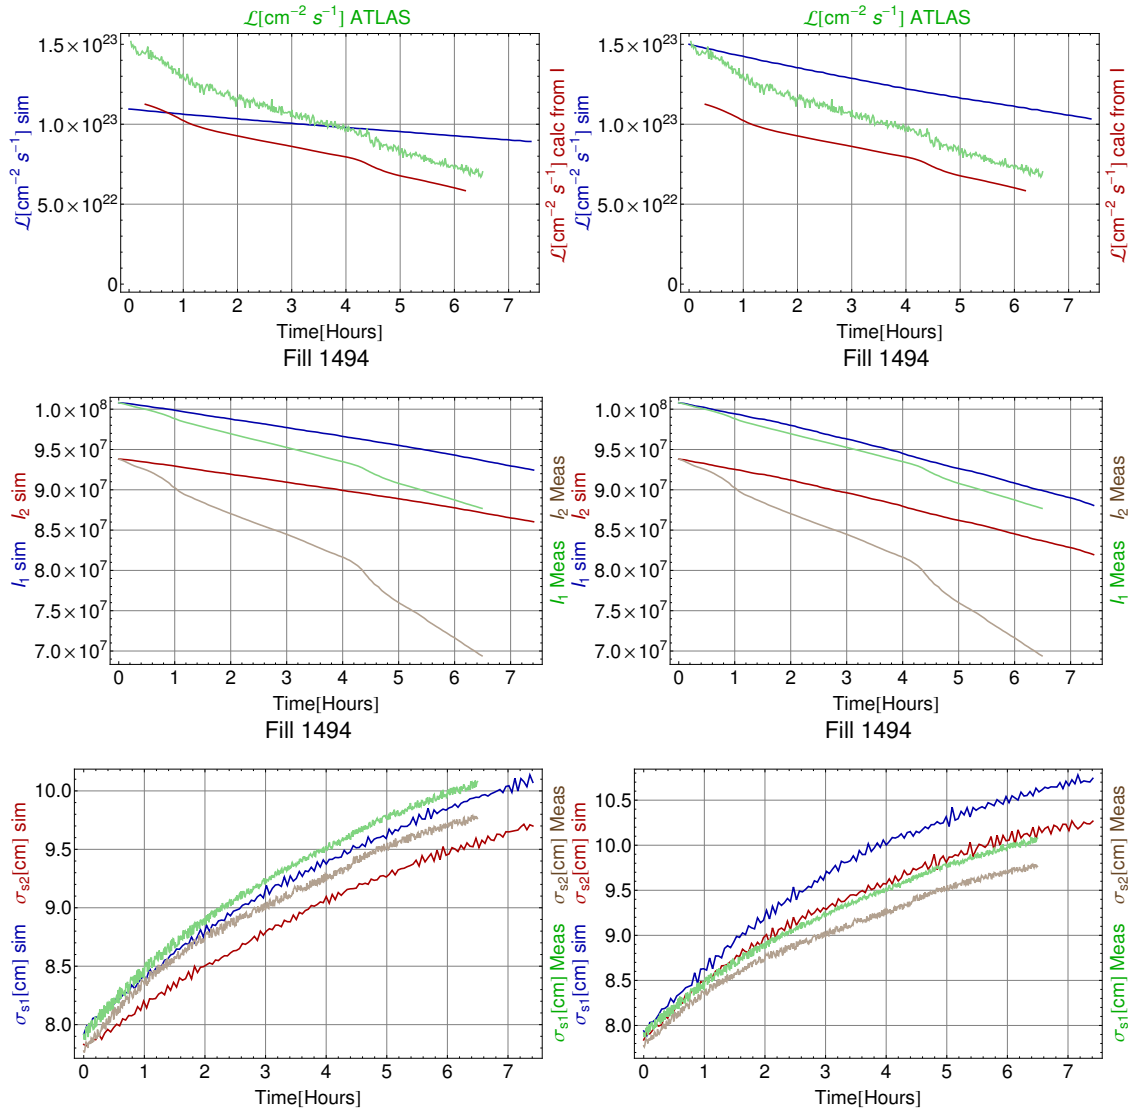 ℒ[cm⁻² s⁻¹] ATLAS
ℒ[cm⁻² s⁻¹] sim
1.5×10²³
1.0×10²³
5.0×10²²
0
0 1 2 3 4 5 6 7
Time[Hours]
ℒ[cm⁻² s⁻¹] calc from I
ℒ[cm⁻² s⁻¹] ATLAS
ℒ[cm⁻² s⁻¹] sim
1.5×10²³
1.0×10²³
5.0×10²²
0
0 1 2 3 4 5 6 7
Time[Hours]
ℒ[cm⁻² s⁻¹] calc from I
Fill 1494
I₁ sim I₂ sim
1.0×10⁸
9.5×10⁷
9.0×10⁷
8.5×10⁷
8.0×10⁷
7.5×10⁷
7.0×10⁷
0 1 2 3 4 5 6 7
Time[Hours]
I₁ Meas I₂ Meas
Fill 1494
I₁ sim I₂ sim
1.0×10⁸
9.5×10⁷
9.0×10⁷
8.5×10⁷
8.0×10⁷
7.5×10⁷
7.0×10⁷
0 1 2 3 4 5 6 7
Time[Hours]
I₁ Meas I₂ Meas
Fill 1494
σs1[cm] sim σs2[cm] sim
10.0
9.5
9.0
8.5
8.0
0 1 2 3 4 5 6 7
Time[Hours]
σs1[cm] Meas σs2[cm] Meas
Fill 1494
σs1[cm] sim σs2[cm] sim
10.5
10.0
9.5
9.0
8.5
8.0
0 1 2 3 4 5 6 7
Time[Hours]
σs1[cm] Meas σs2[cm] Meas